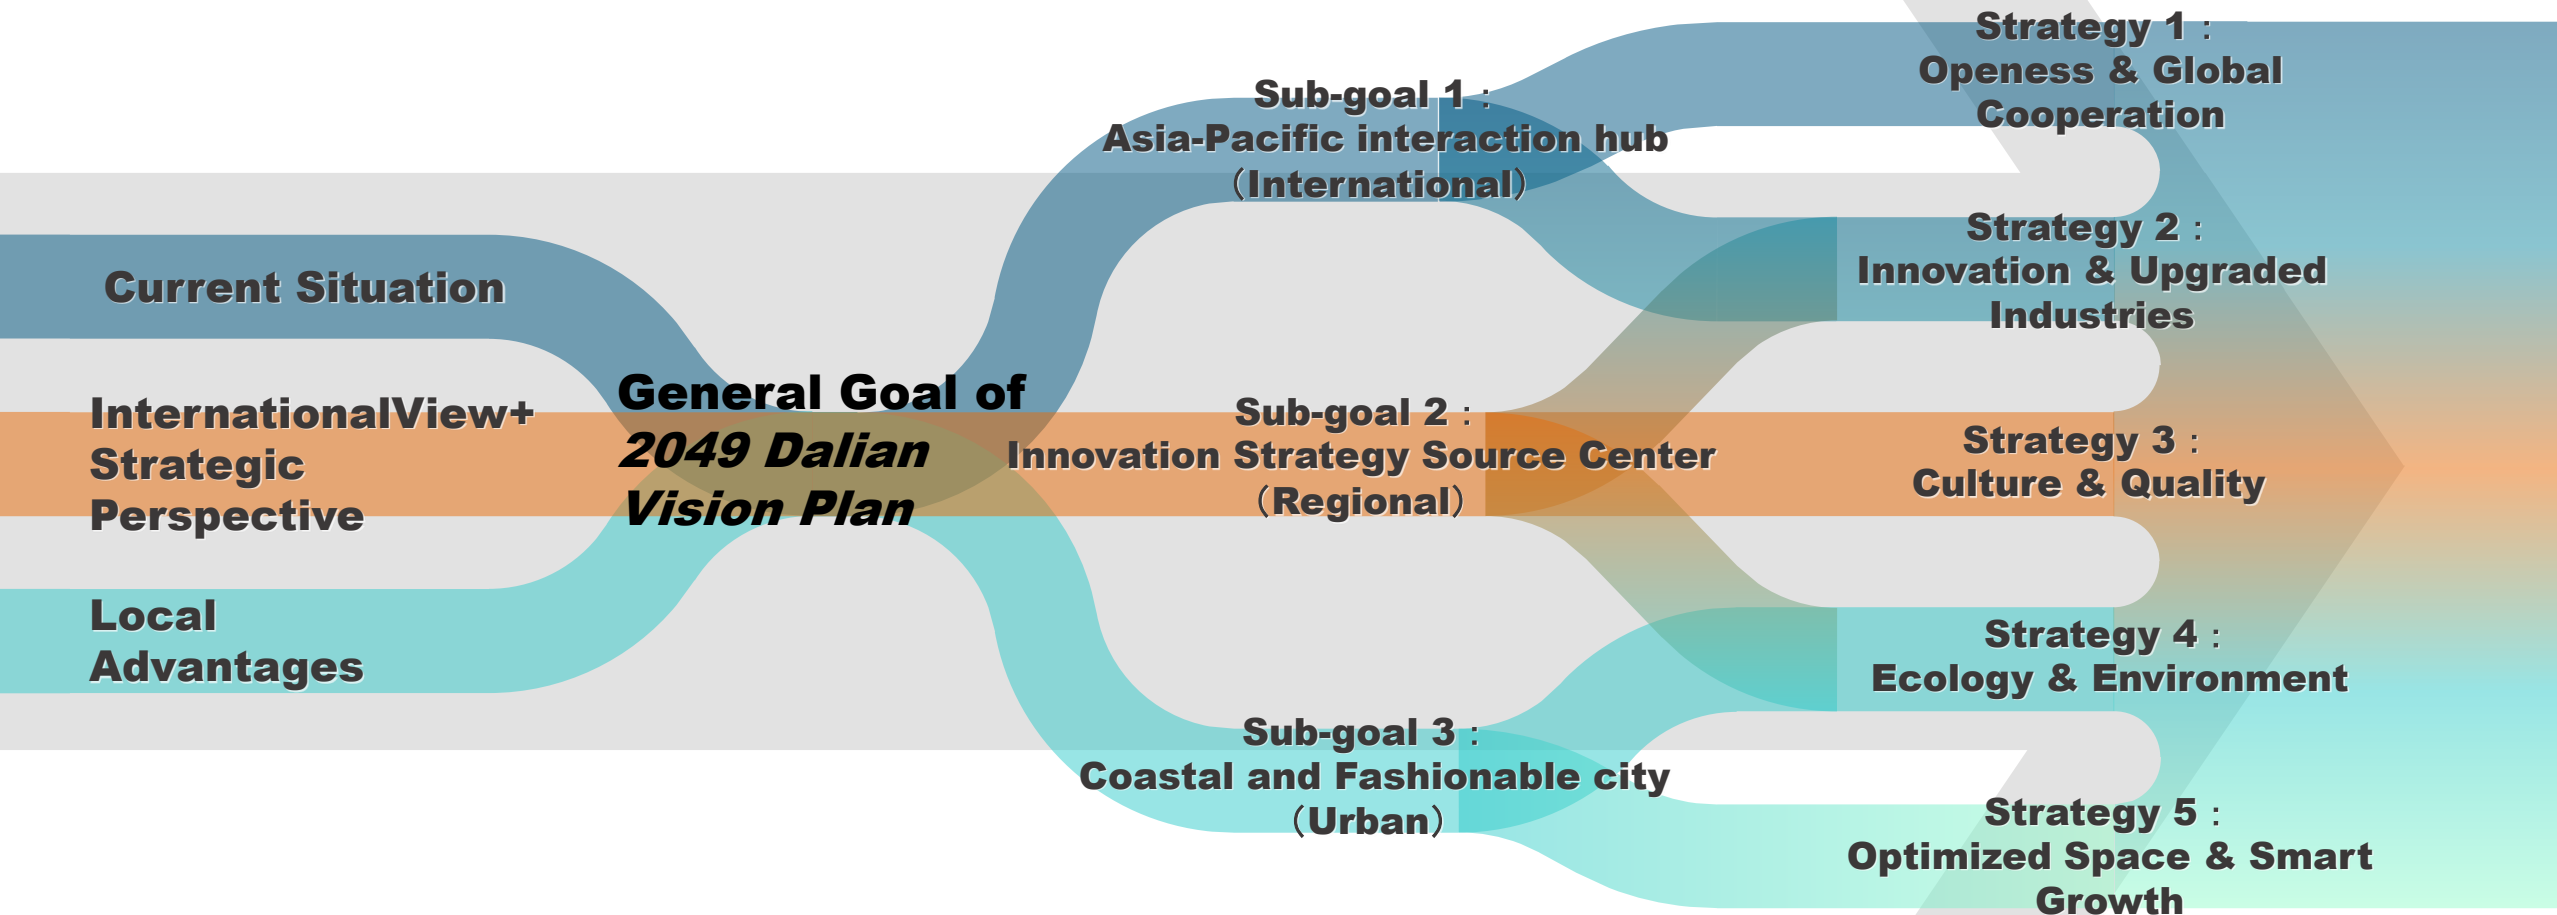 Current Situation
InternationalView+
Strategic
Perspective
Local
Advantages
General Goal of
2049 Dalian
Vision Plan
Sub-goal 1：
Asia-Pacific interaction hub
（International）
Sub-goal 2：
Innovation Strategy Source Center
（Regional）
Sub-goal 3：
Coastal and Fashionable city
（Urban）
Strategy 1：
Openess & Global
Cooperation
Strategy 2：
Innovation & Upgraded
Industries
Strategy 3：
Culture & Quality
Strategy 4：
Ecology & Environment
Strategy 5：
Optimized Space & Smart
Growth